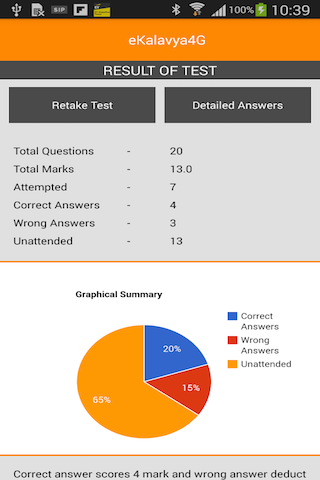 SIP
100%
10:39
eKalavya4G
RESULT OF TEST
Retake Test
Detailed Answers
Total Questions - 20
Total Marks - 13.0
Attempted - 7
Correct Answers - 4
Wrong Answers - 3
Unattended - 13
Graphical Summary
20%
15%
65%
Correct
Answers
Wrong
Answers
Unattended
Correct answer scores 4 mark and wrong answer deduct